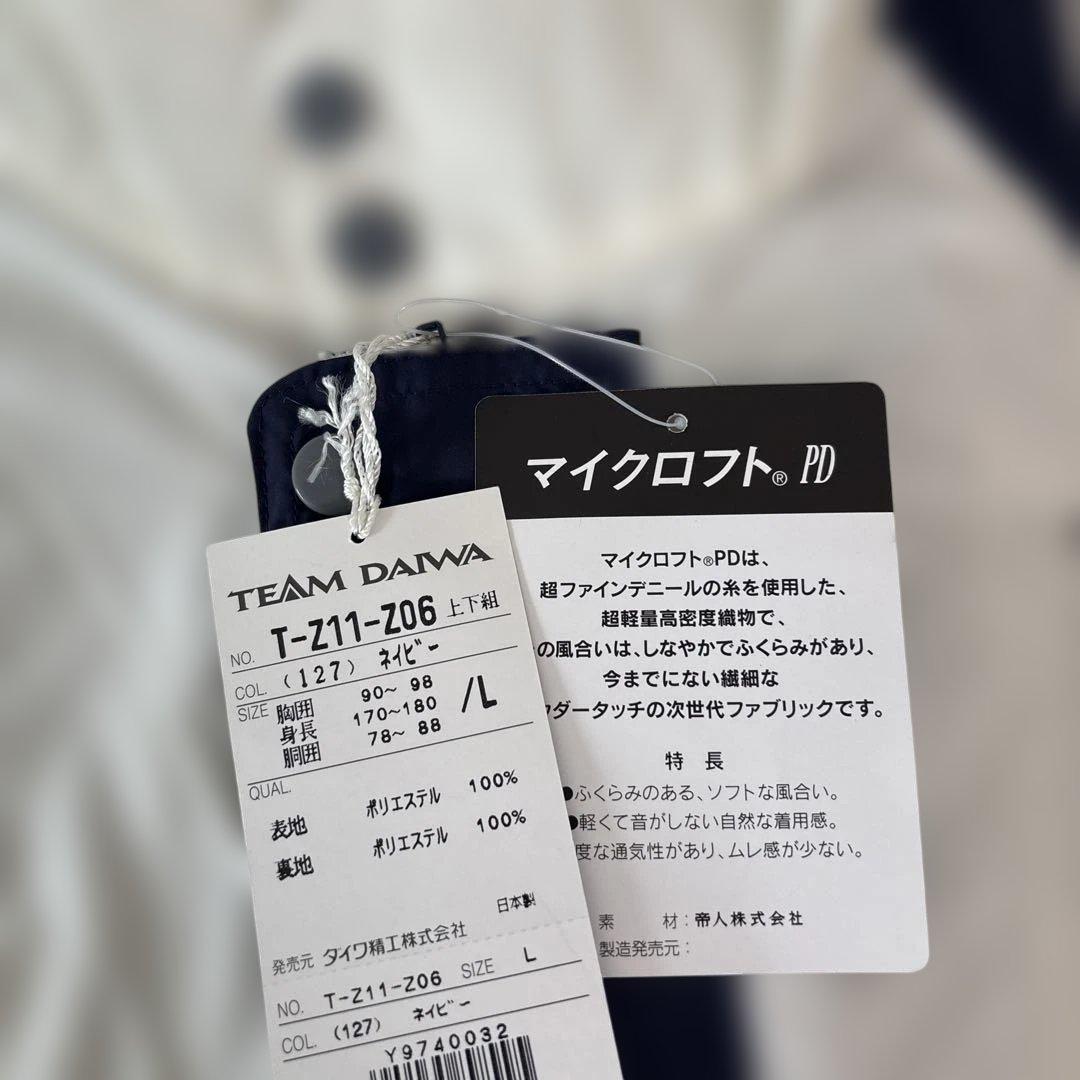 マイクロフト® PD
マイクロフト®PDは、
超ファインデニールの糸を使用した、
超軽量高密度織物で、
の風合いは、しなやかでふくらみがあり、
今までにない繊細な
ダータッチの次世代ファブリックです。
特 長
●ふくらみのある、ソフトな風合い。
●軽くて音がしない自然な着用感。
度な通気性があり、ムレ感が少ない。
素 材：帝人株式会社
製造発売元：
TEAM DAIWA
NO. T-Z11-Z06 上下組
COL. (127) ネイビー
SIZE 胸囲 90～ 98 /L
身長 170～180
胴囲 78～ 88
QUAL.
表地 ポリエステル 100%
裏地 ポリエステル 100%
日本製
発売元 ダイワ精工株式会社
NO. T-Z11-Z06 SIZE L
COL. (127) ネイビー
Y9740032